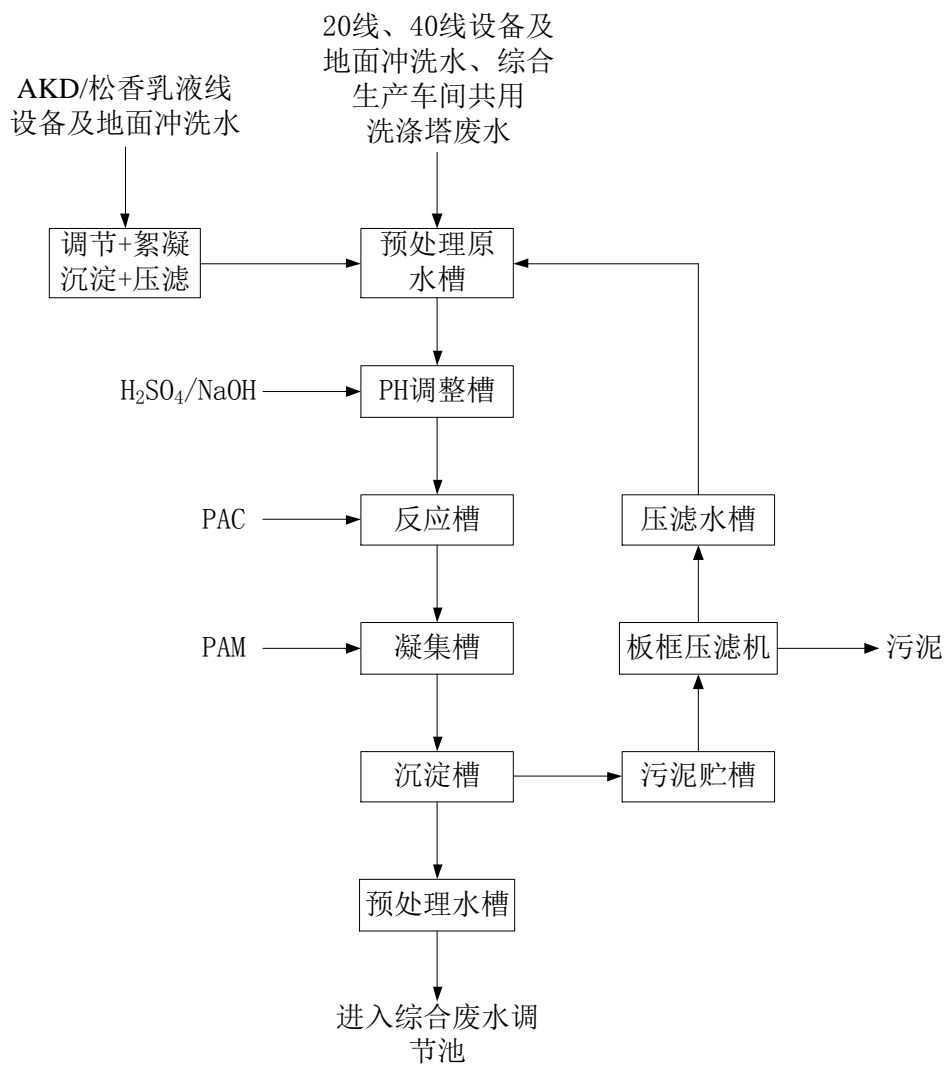 20线、40线设备及
地面冲洗水、综合
生产车间共用
洗涤塔废水
AKD/松香乳液线
设备及地面冲洗水
调节+絮凝
沉淀+压滤
预处理原
水槽
H₂SO₄/NaOH
PH调整槽
PAC
反应槽
压滤水槽
PAM
凝集槽
板框压滤机
污泥
沉淀槽
污泥贮槽
预处理水槽
进入综合废水调
节池